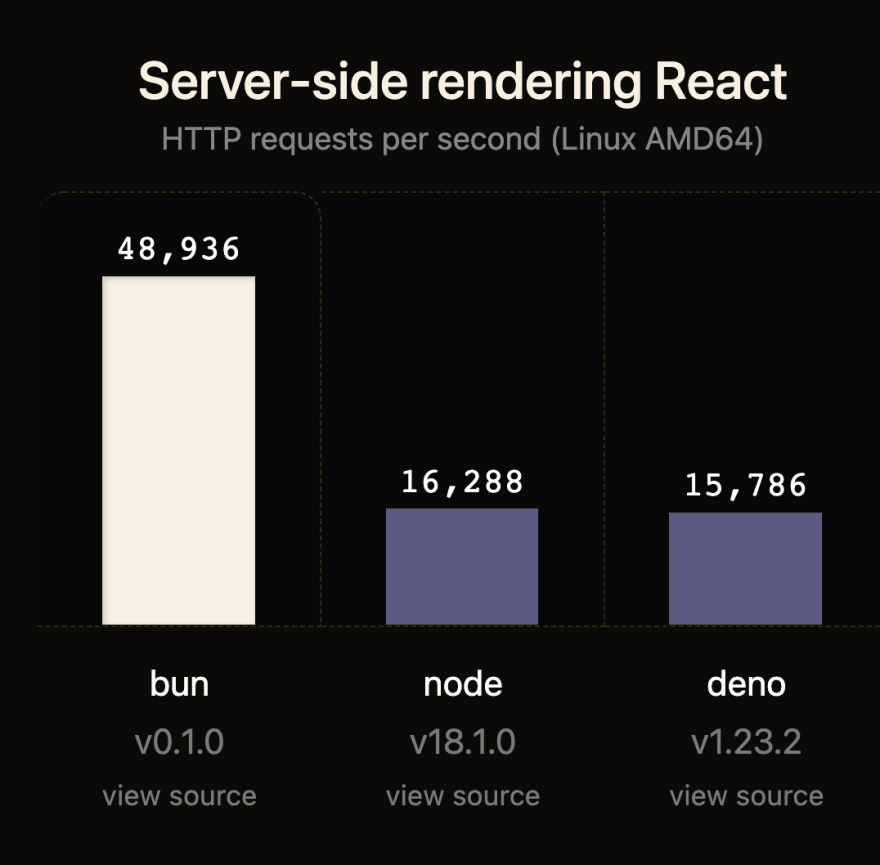 Server-side rendering React
HTTP requests per second (Linux AMD64)
48,936
16,288
15,786
bun
node
deno
v0.1.0
v18.1.0
v1.23.2
view source
view source
view source